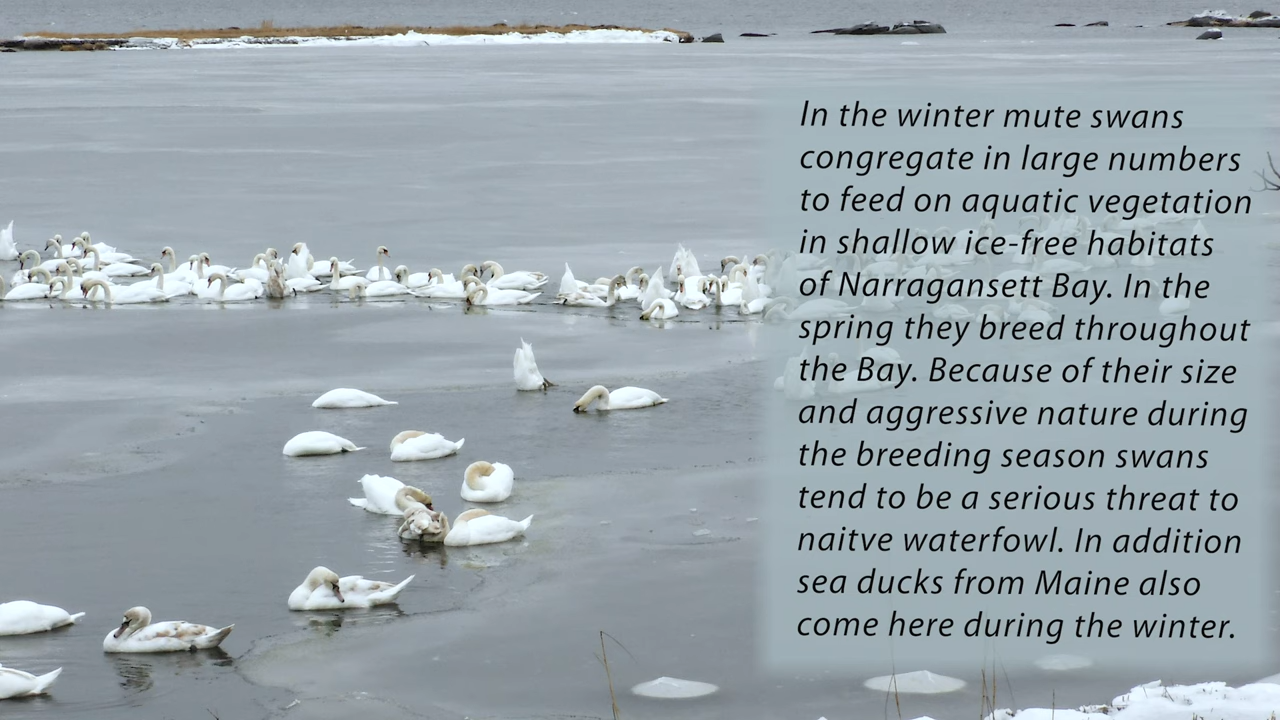 In the winter mute swans
congregate in large numbers
to feed on aquatic vegetation
in shallow ice-free habitats
of Narragansett Bay. In the
spring they breed throughout
the Bay. Because of their size
and aggressive nature during
the breeding season swans
tend to be a serious threat to
naitve waterfowl. In addition
sea ducks from Maine also
come here during the winter.